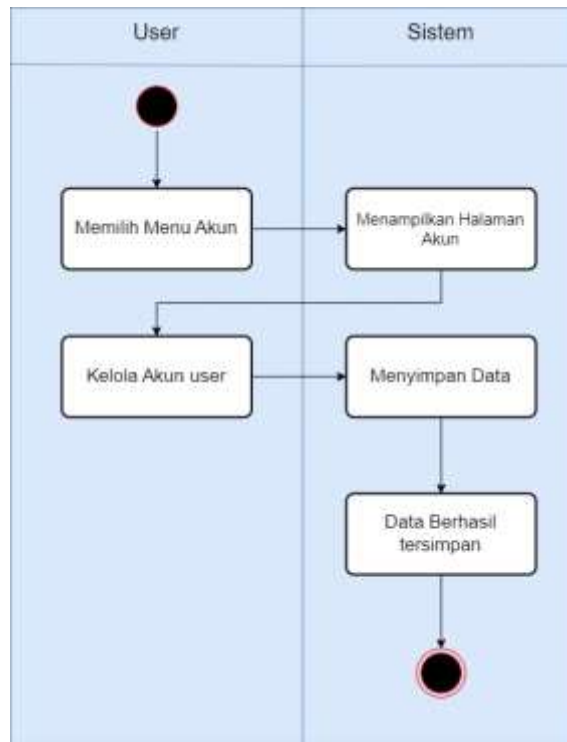 User
Sistem
Memilih Menu Akun
Menampilkan Halaman
Akun
Kelola Akun user
Menyimpan Data
Data Berhasil
tersimpan